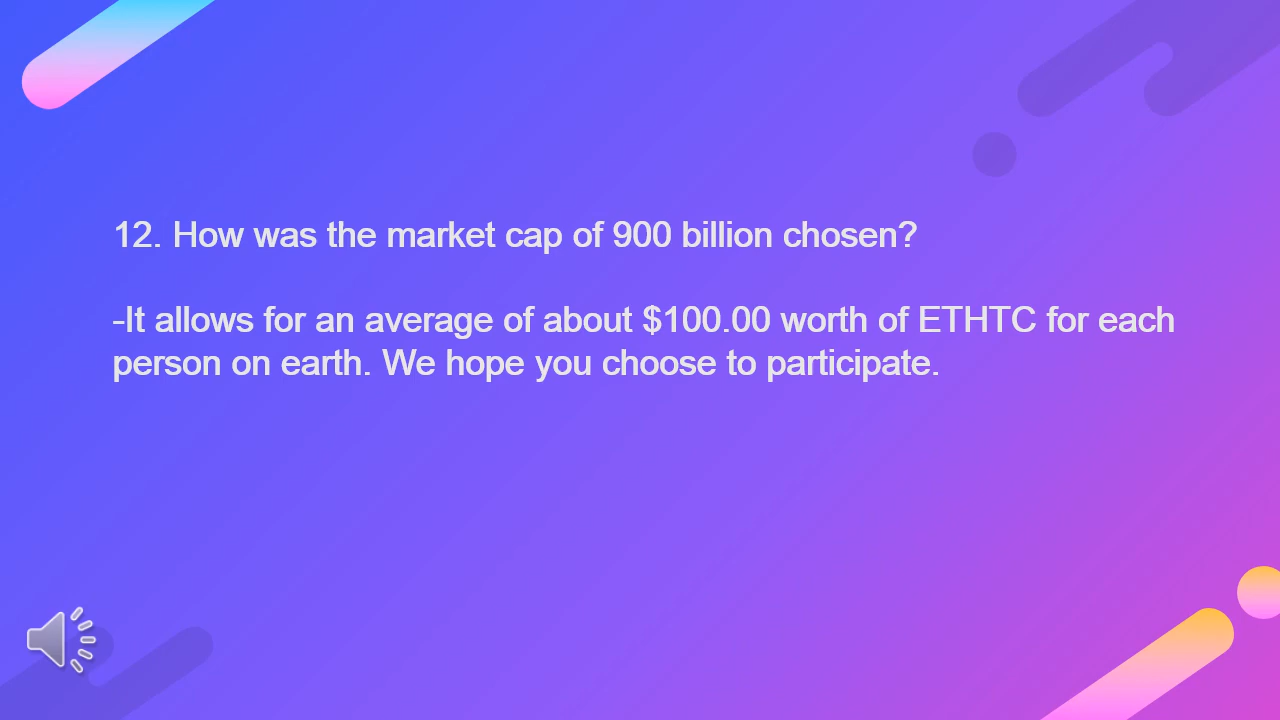 12. How was the market cap of 900 billion chosen?
-It allows for an average of about $100.00 worth of ETHTC for each
person on earth. We hope you choose to participate.